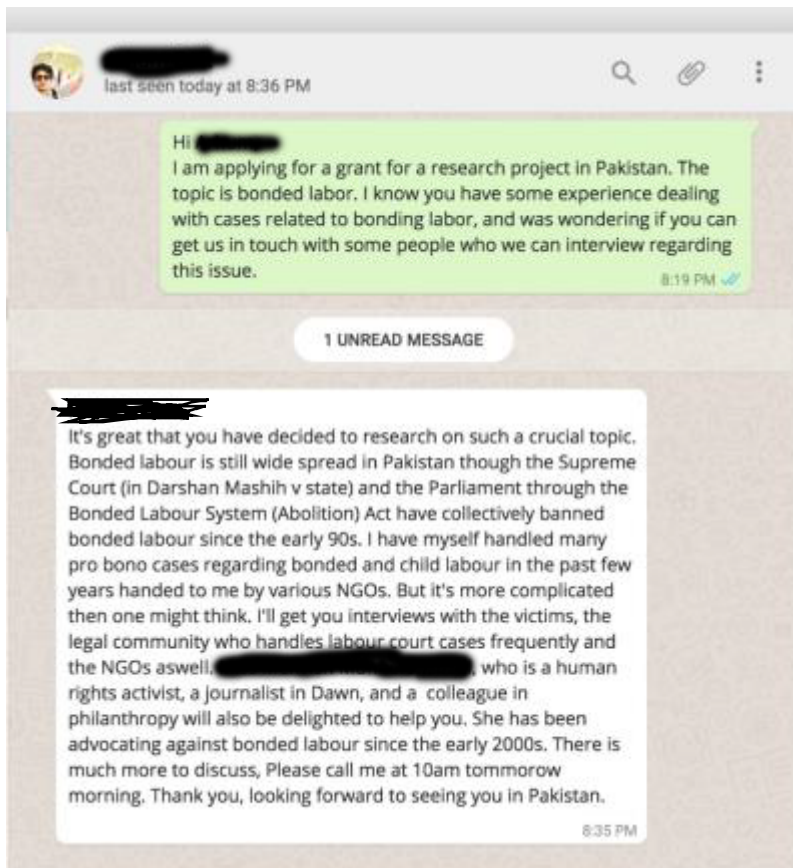 last seen today at 8:36 PM
Hi
I am applying for a grant for a research project in Pakistan. The
topic is bonded labor. I know you have some experience dealing
with cases related to bonding labor, and was wondering if you can
get us in touch with some people who we can interview regarding
this issue.
8:19 PM
1 UNREAD MESSAGE
It's great that you have decided to research on such a crucial topic.
Bonded labour is still wide spread in Pakistan though the Supreme
Court (in Darshan Mashih v state) and the Parliament through the
Bonded Labour System (Abolition) Act have collectively banned
bonded labour since the early 90s. I have myself handled many
pro bono cases regarding bonded and child labour in the past few
years handed to me by various NGOs. But it's more complicated
then one might think. I'll get you interviews with the victims, the
legal community who handles labour court cases frequently and
the NGOs aswell. , who is a human
rights activist, a journalist in Dawn, and a colleague in
philanthropy will also be delighted to help you. She has been
advocating against bonded labour since the early 2000s. There is
much more to discuss, Please call me at 10am tommorow
morning. Thank you, looking forward to seeing you in Pakistan.
8:35 PM